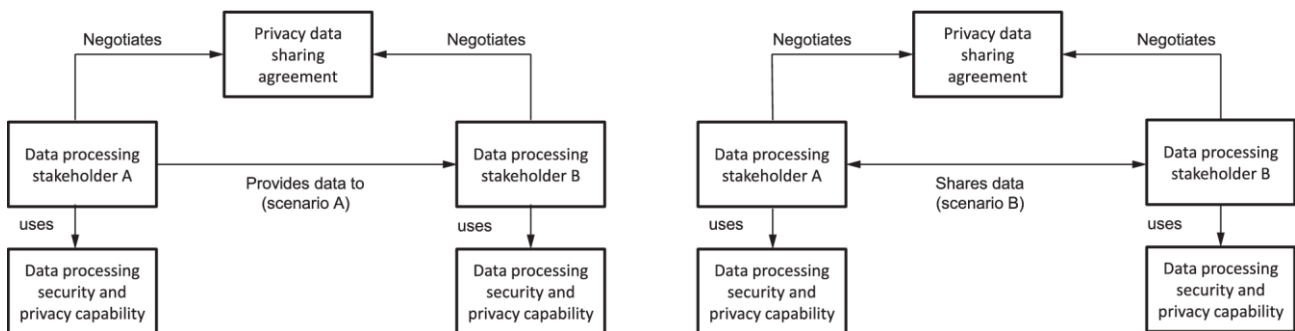 Negotiates
Privacy data
sharing
agreement
Negotiates
Data processing
stakeholder A
Provides data to
(scenario A)
Data processing
stakeholder B
uses
uses
Data processing
security and
privacy capability
Data processing
security and
privacy capability
Negotiates
Privacy data
sharing
agreement
Negotiates
Data processing
stakeholder A
Shares data
(scenario B)
Data processing
stakeholder B
uses
uses
Data processing
security and
privacy capability
Data processing
security and
privacy capability